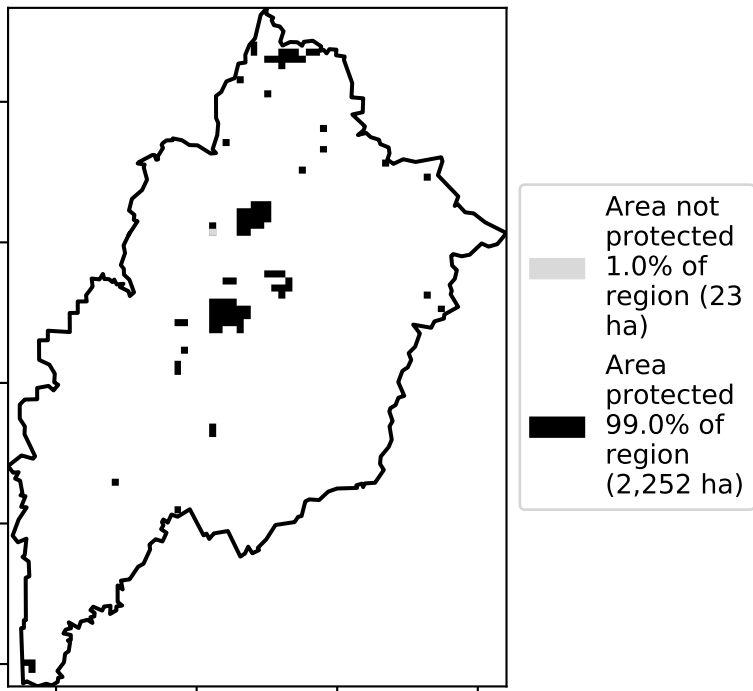 Area not
protected
1.0% of
region (23
ha)
Area
protected
99.0% of
region
(2,252 ha)